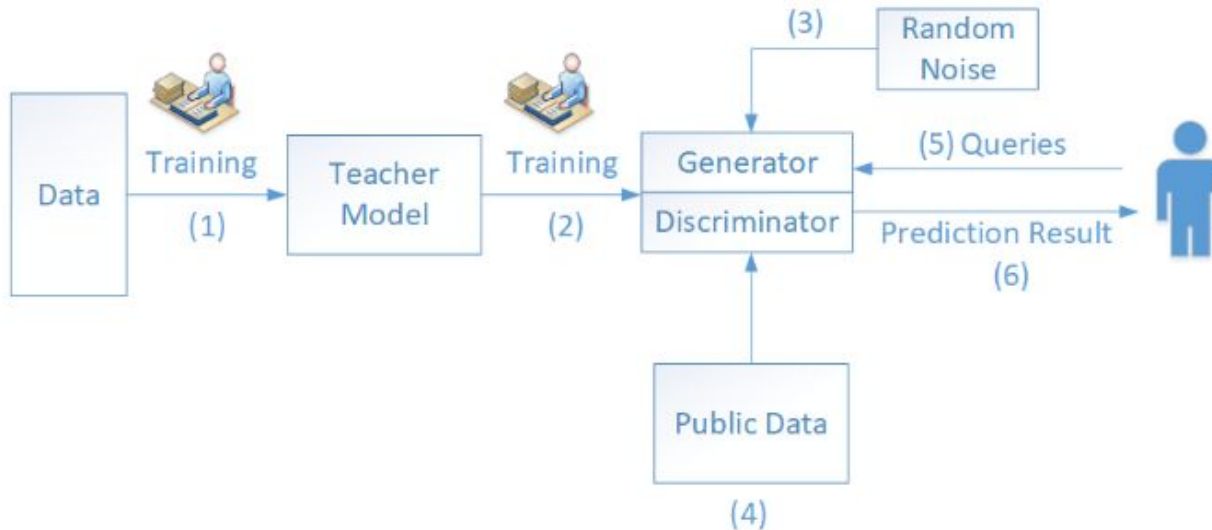 Data
Training
(1)
Teacher
Model
Training
(2)
(3)
Random
Noise
Generator
Discriminator
(5) Queries
Prediction Result
(6)
Public Data
(4)